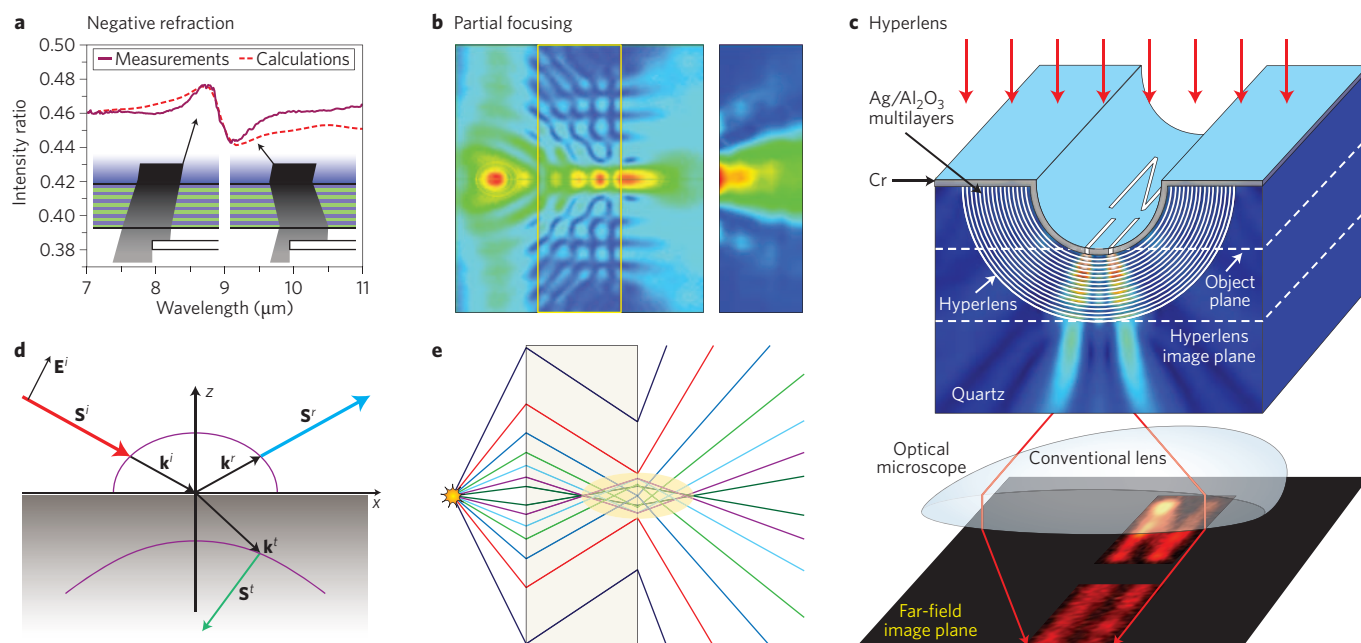 a Negative refraction
0.50
0.48
0.46
0.44
0.42
0.40
0.38
Intensity ratio
Measurements
Calculations
7 8 9 10 11
Wavelength (μm)
b Partial focusing
c Hyperlens
Ag/Al₂O₃
multilayers
Cr
Hyperlens
Object
plane
Hyperlens
image plane
Quartz
Optical
microscope
Conventional lens
Far-field
image plane
d
Eⁱ
Sⁱ
z
Sʳ
kⁱ
kʳ
x
kᵗ
Sᵗ
e